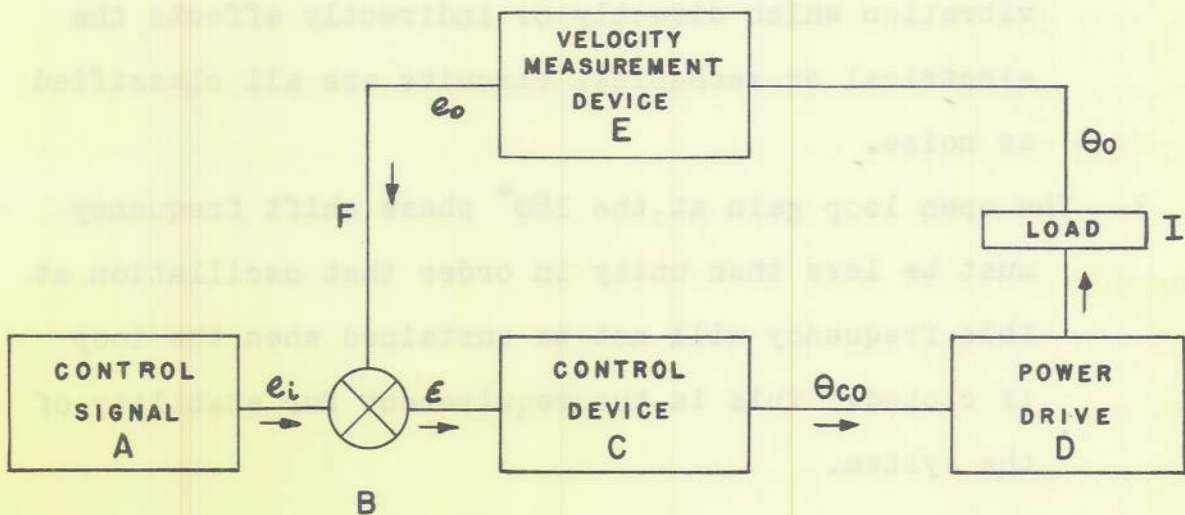 VELOCITY
MEASUREMENT
DEVICE
E
e₀
θ₀
F
LOAD I
CONTROL
SIGNAL
A
eᵢ
ϵ
B
CONTROL
DEVICE
C
θCO
POWER
DRIVE
D
vibration which directly or indirectly affects the
electrical or mechanical circuits are all classified
as noise.
3. The open loop gain at the 180° phase shift frequency
must be less than unity in order that oscillation at
this frequency will not be sustained when the loop
is closed. This is the requirement for stability of
the system.